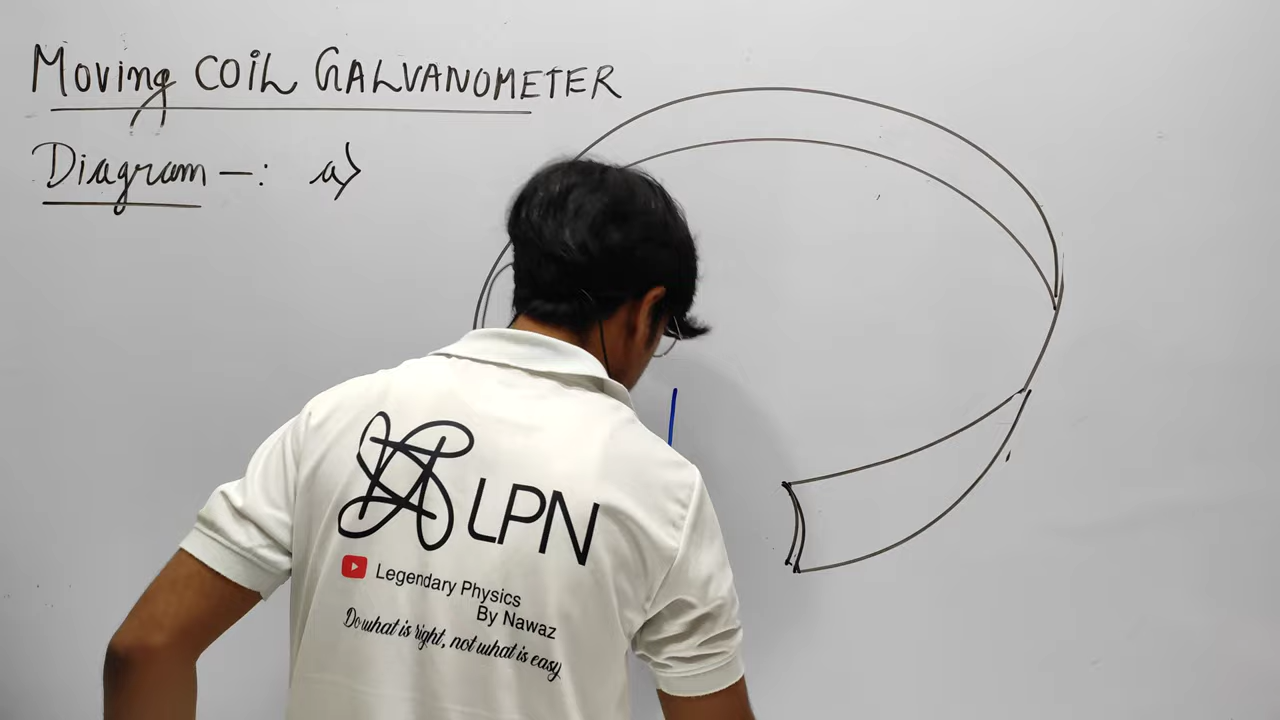 Moving COIL GALVANOMETER
Diagram -: a)
LPN
Legendary Physics
By Nawaz
Do what is right, not what is easy